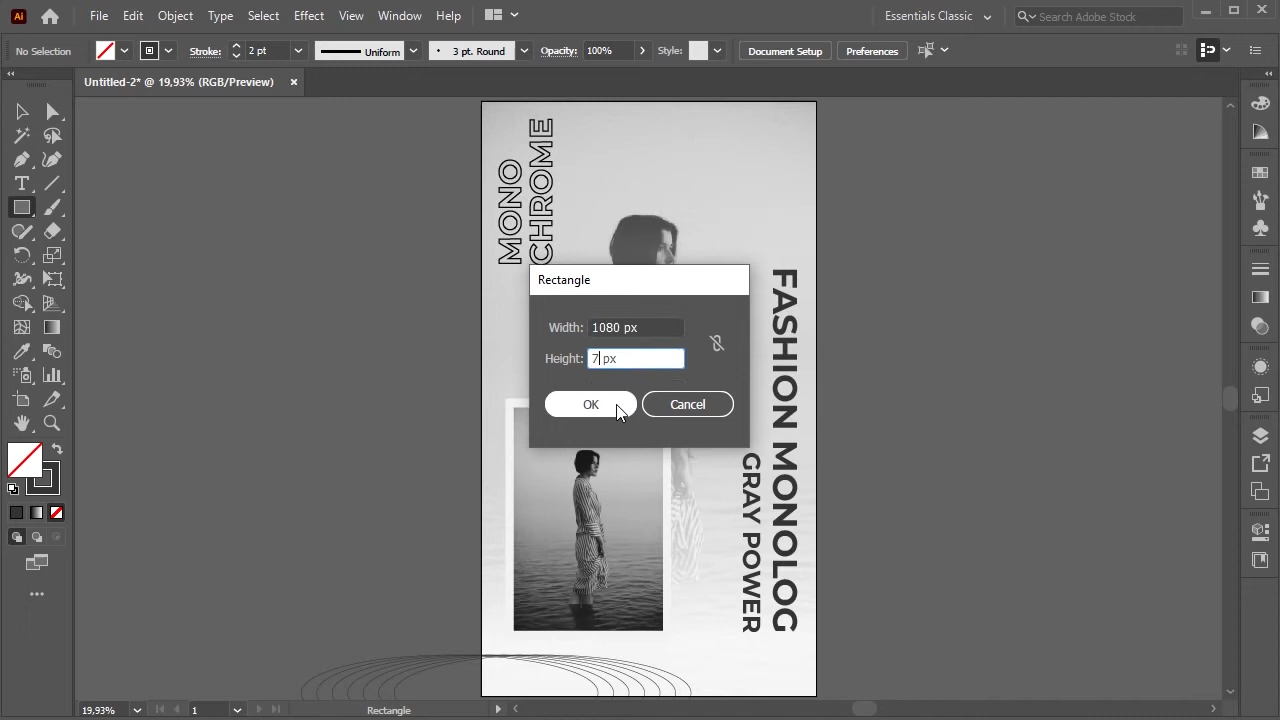 Ai File Edit Object Type Select Effect View Window Help Essentials Classic Search Adobe Stock
No Selection Stroke: 2 pt Uniform 3 pt. Round Opacity: 100% Style: Document Setup Preferences
Untitled-2* @ 19,93% (RGB/Preview) ×
MONO
CHROME
FASHION MONOLOG
GRAY POWER
Rectangle
Width: 1080 px
Height: 7 px
OK Cancel
19,93% 1 Rectangle